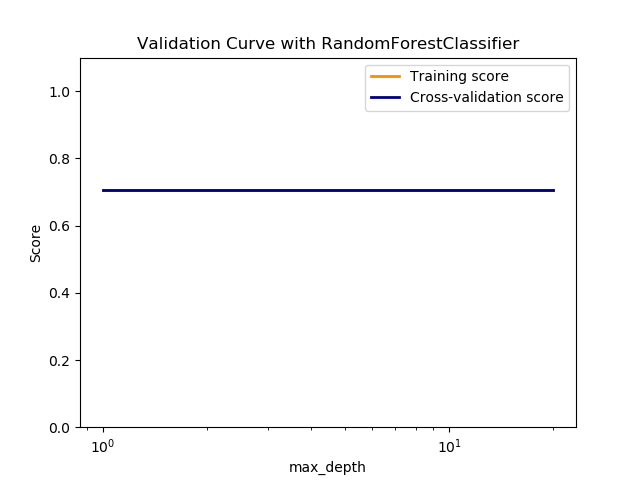 Validation Curve with RandomForestClassifier
Training score
Cross-validation score
1.0
0.8
0.6
0.4
0.2
0.0
Score
10⁰
10¹
max_depth